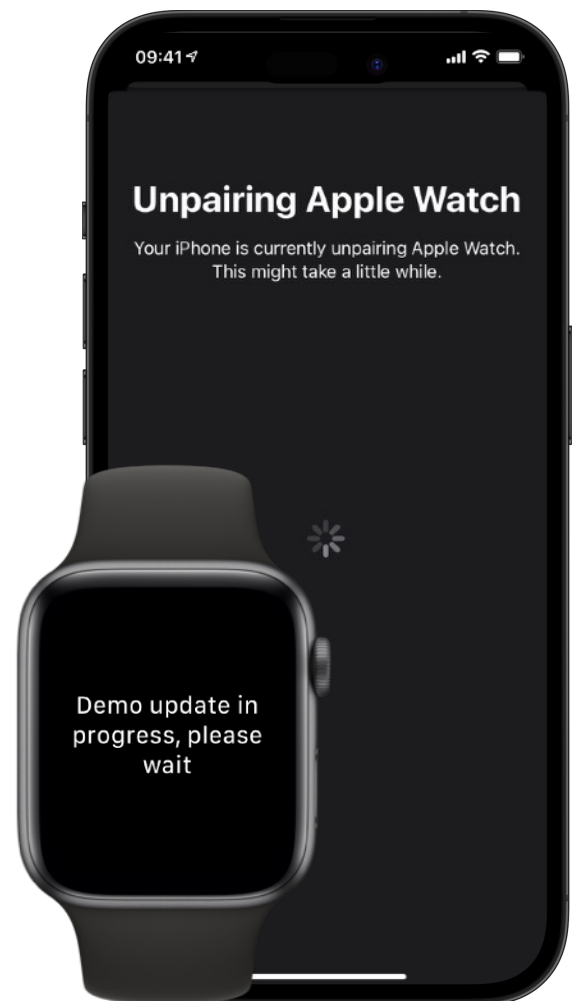 09:41
Unpairing Apple Watch
Your iPhone is currently unpairing Apple Watch.
This might take a little while.
Demo update in
progress, please
wait